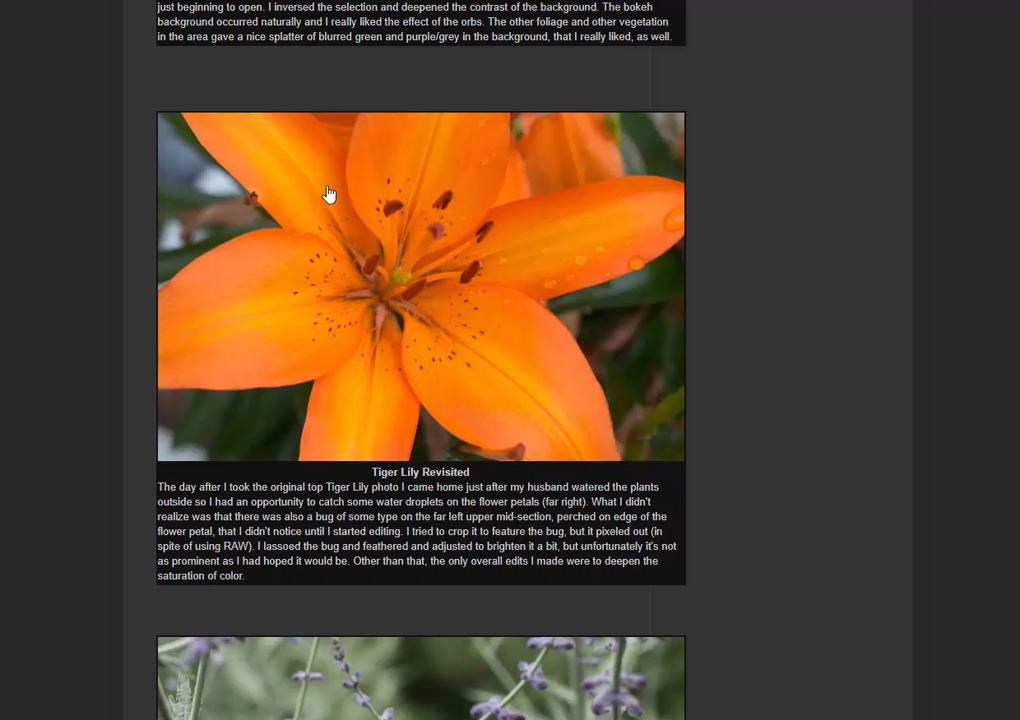 just beginning to open. I inversed the selection and deepened the contrast of the background. The bokeh
background occurred naturally and I really liked the effect of the orbs. The other foliage and other vegetation
in the area gave a nice splatter of blurred green and purple/grey in the background, that I really liked, as well.
Tiger Lily Revisited
The day after I took the original top Tiger Lily photo I came home just after my husband watered the plants
outside so I had an opportunity to catch some water droplets on the flower petals (far right). What I didn't
realize was that there was also a bug of some type on the far left upper mid-section, perched on edge of the
flower petal, that I didn't notice until I started editing. I tried to crop it to feature the bug, but it pixeled out (in
spite of using RAW). I lassoed the bug and feathered and adjusted to brighten it a bit, but unfortunately it's not
as prominent as I had hoped it would be. Other than that, the only overall edits I made were to deepen the
saturation of color.